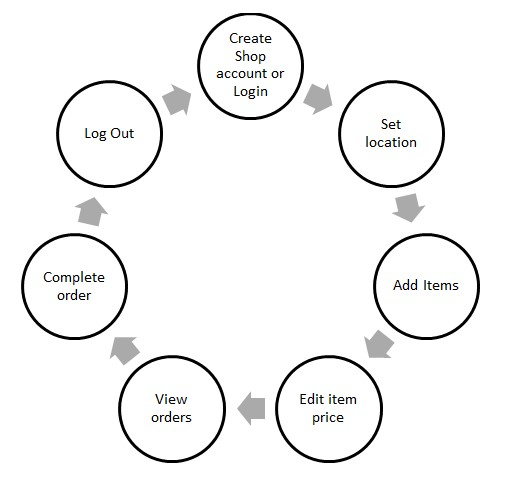 Create
Shop
account or
Login
Set
location
Add Items
Edit item
price
View
orders
Complete
order
Log Out